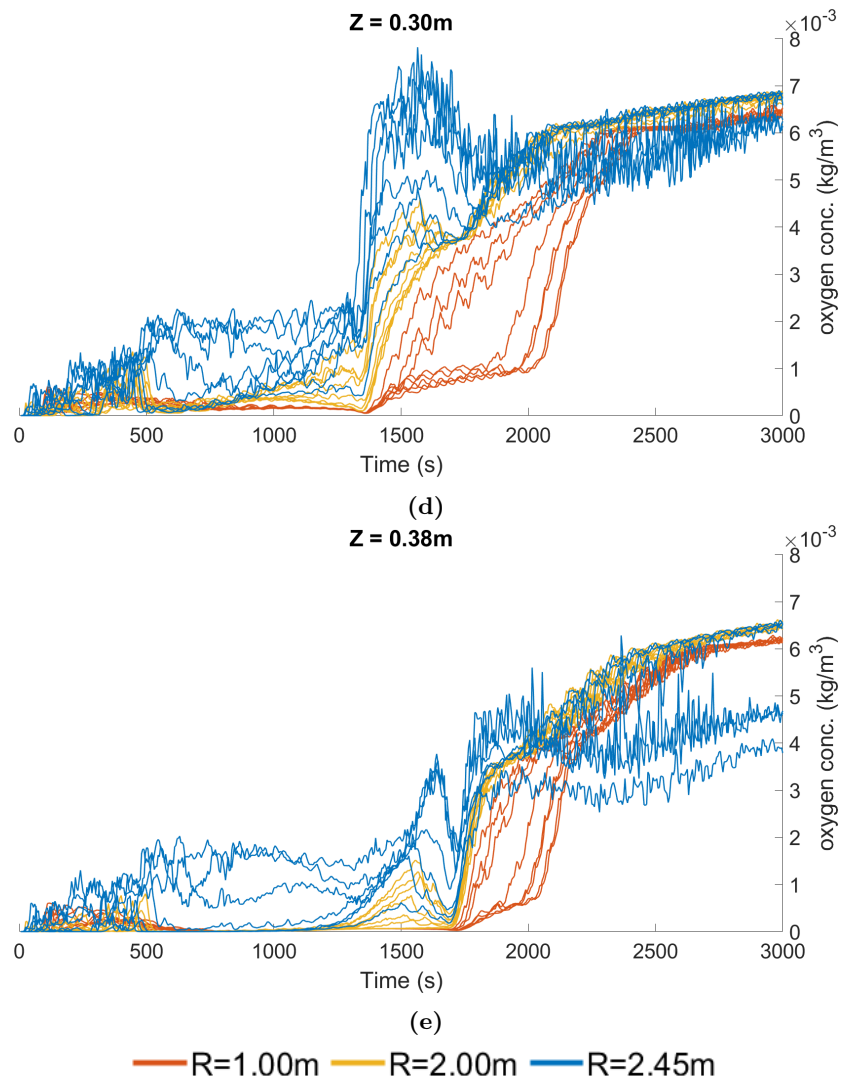 Z = 0.30m
×10-3
8
7
6
5
4
3
2
1
0
oxygen conc. (kg/m3)
0 500 1000 1500 2000 2500 3000
Time (s)
(d)
Z = 0.38m
×10-3
8
7
6
5
4
3
2
1
0
oxygen conc. (kg/m3)
0 500 1000 1500 2000 2500 3000
Time (s)
(e)
R=1.00m R=2.00m R=2.45m